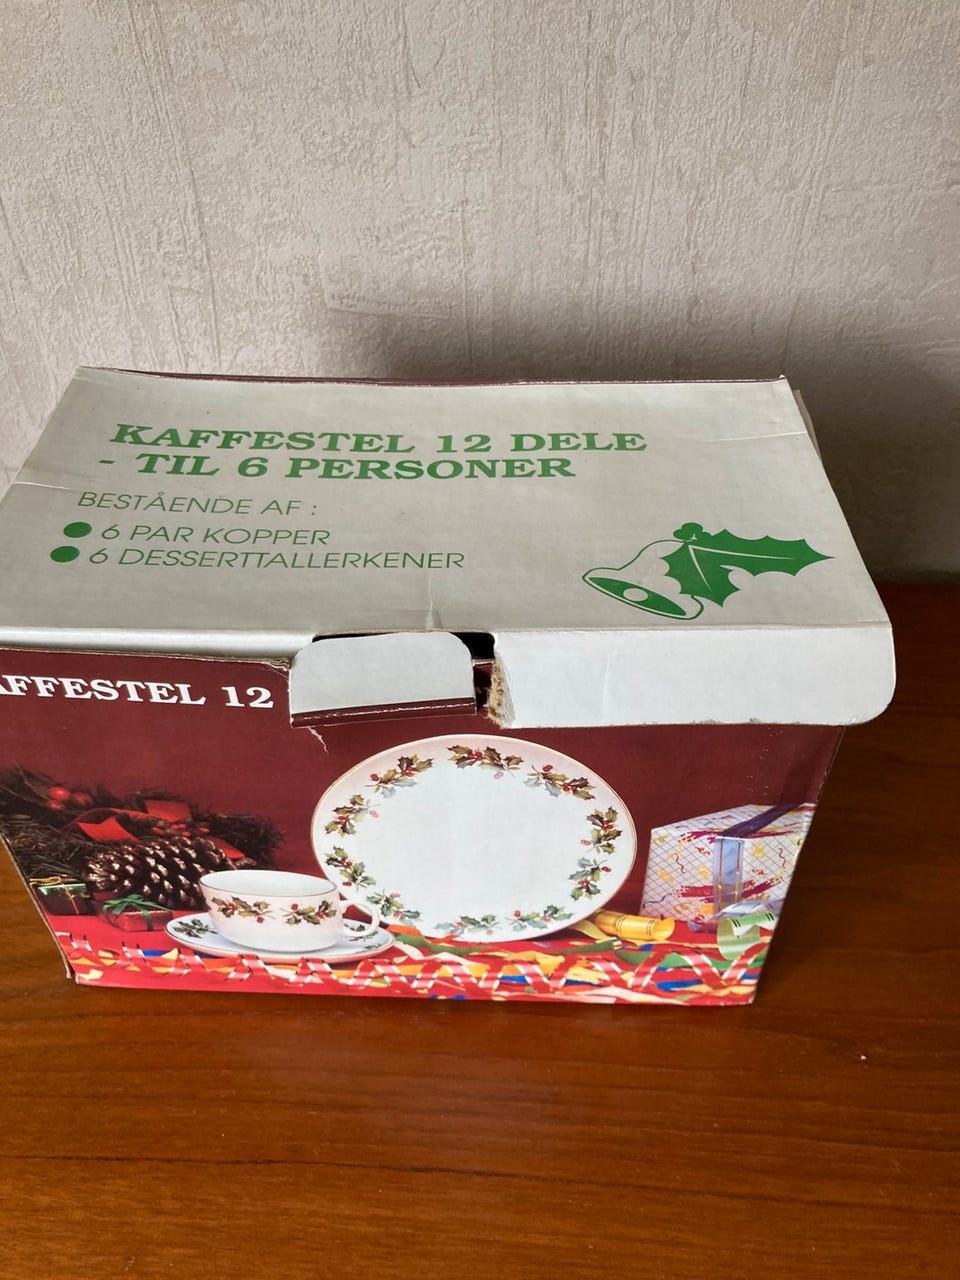 KAFFESTEL 12 DELE
- TIL 6 PERSONER
BESTÅENDE AF :
● 6 PAR KOPPER
● 6 DESSERTTALLERKENER
AFFESTEL 12